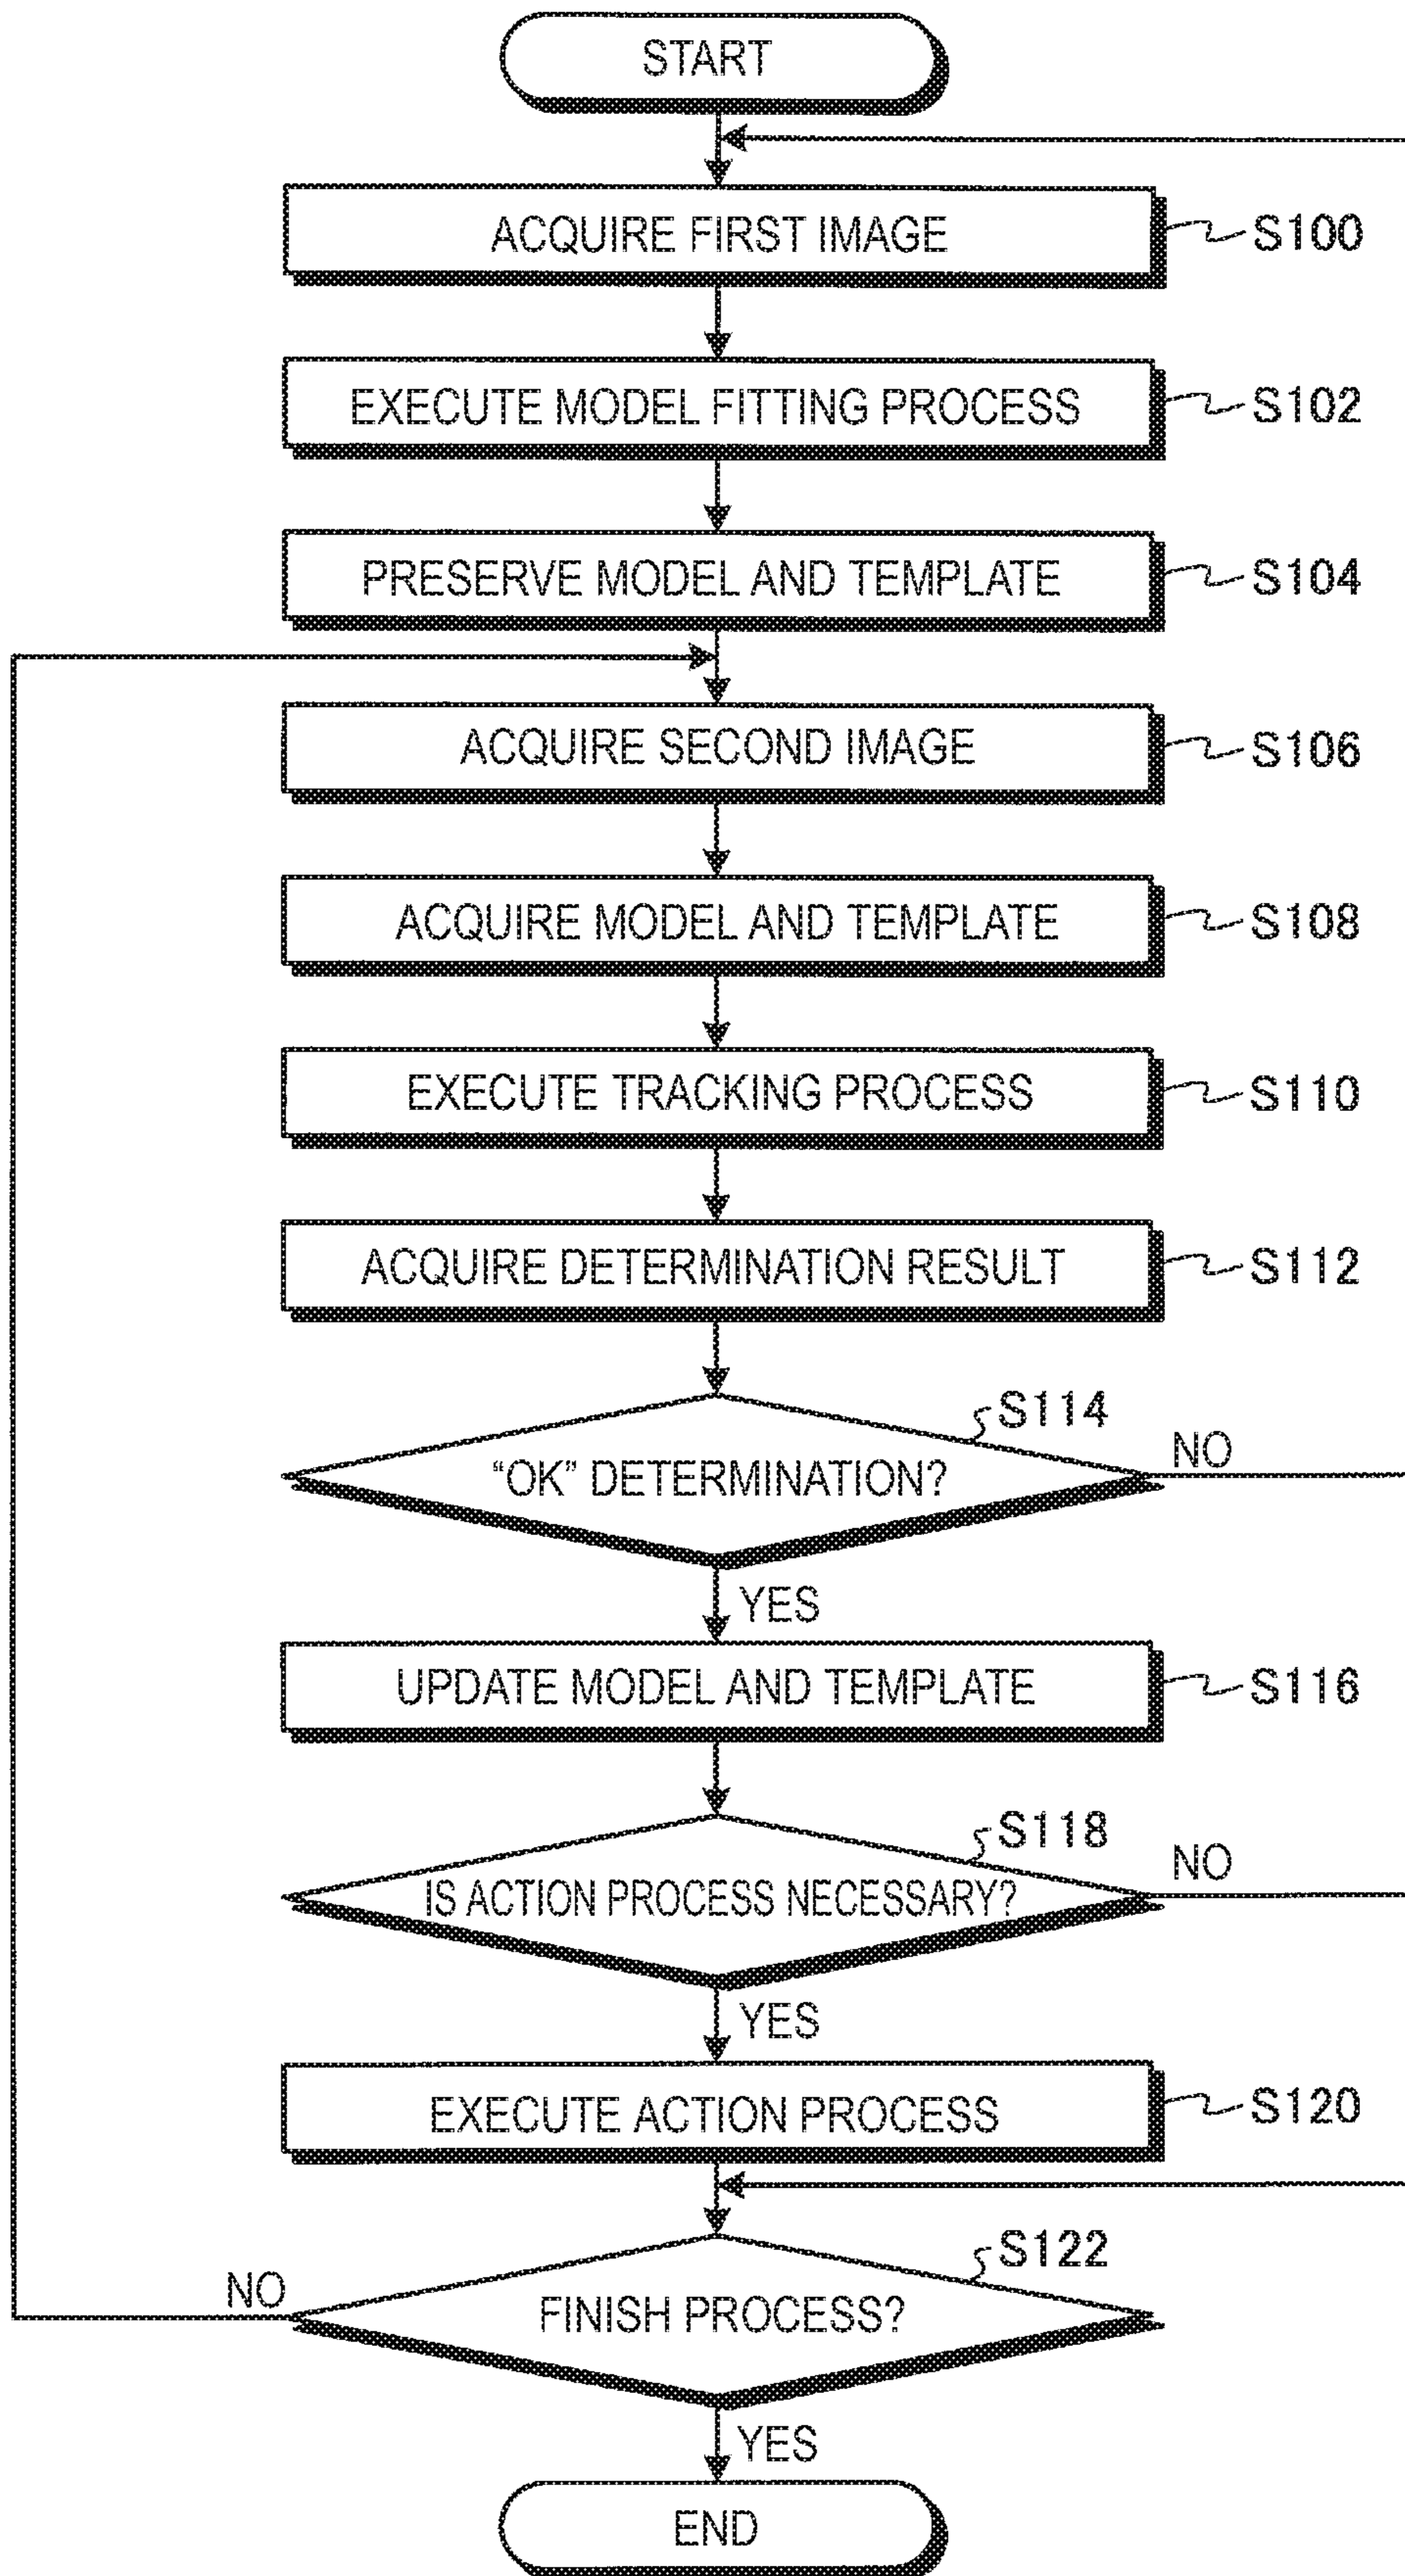 START
ACQUIRE FIRST IMAGE S100
EXECUTE MODEL FITTING PROCESS S102
PRESERVE MODEL AND TEMPLATE S104
ACQUIRE SECOND IMAGE S106
ACQUIRE MODEL AND TEMPLATE S108
EXECUTE TRACKING PROCESS S110
ACQUIRE DETERMINATION RESULT S112
S114
“OK” DETERMINATION? NO
YES
UPDATE MODEL AND TEMPLATE S116
S118
IS ACTION PROCESS NECESSARY? NO
YES
EXECUTE ACTION PROCESS S120
S122
NO FINISH PROCESS?
YES
END